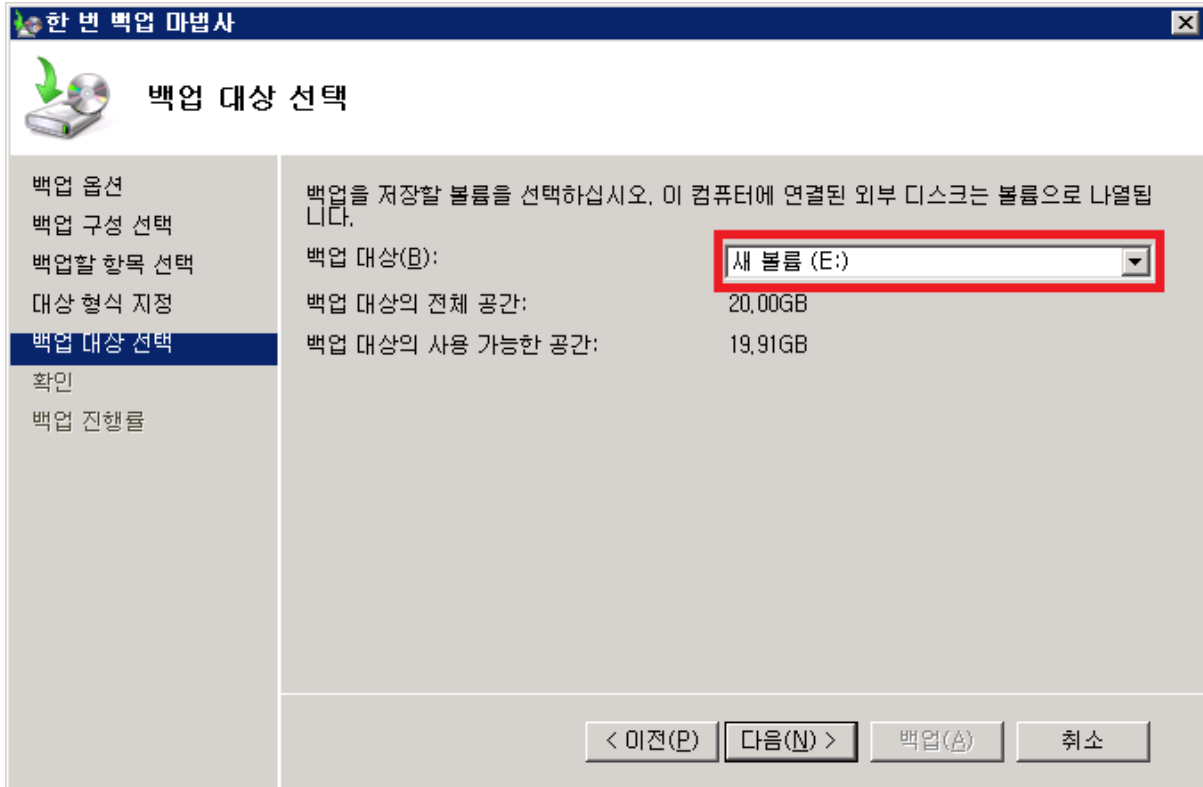 한 번 백업 마법사
백업 대상 선택
백업 옵션
백업 구성 선택
백업할 항목 선택
대상 형식 지정
백업 대상 선택
확인
백업 진행률
백업을 저장할 볼륨을 선택하십시오. 이 컴퓨터에 연결된 외부 디스크는 볼륨으로 나열됩
니다.
백업 대상(B): 새 볼륨 (E:)
백업 대상의 전체 공간: 20.00GB
백업 대상의 사용 가능한 공간: 19.91GB
< 이전(P) 다음(N) > 백업(A) 취소